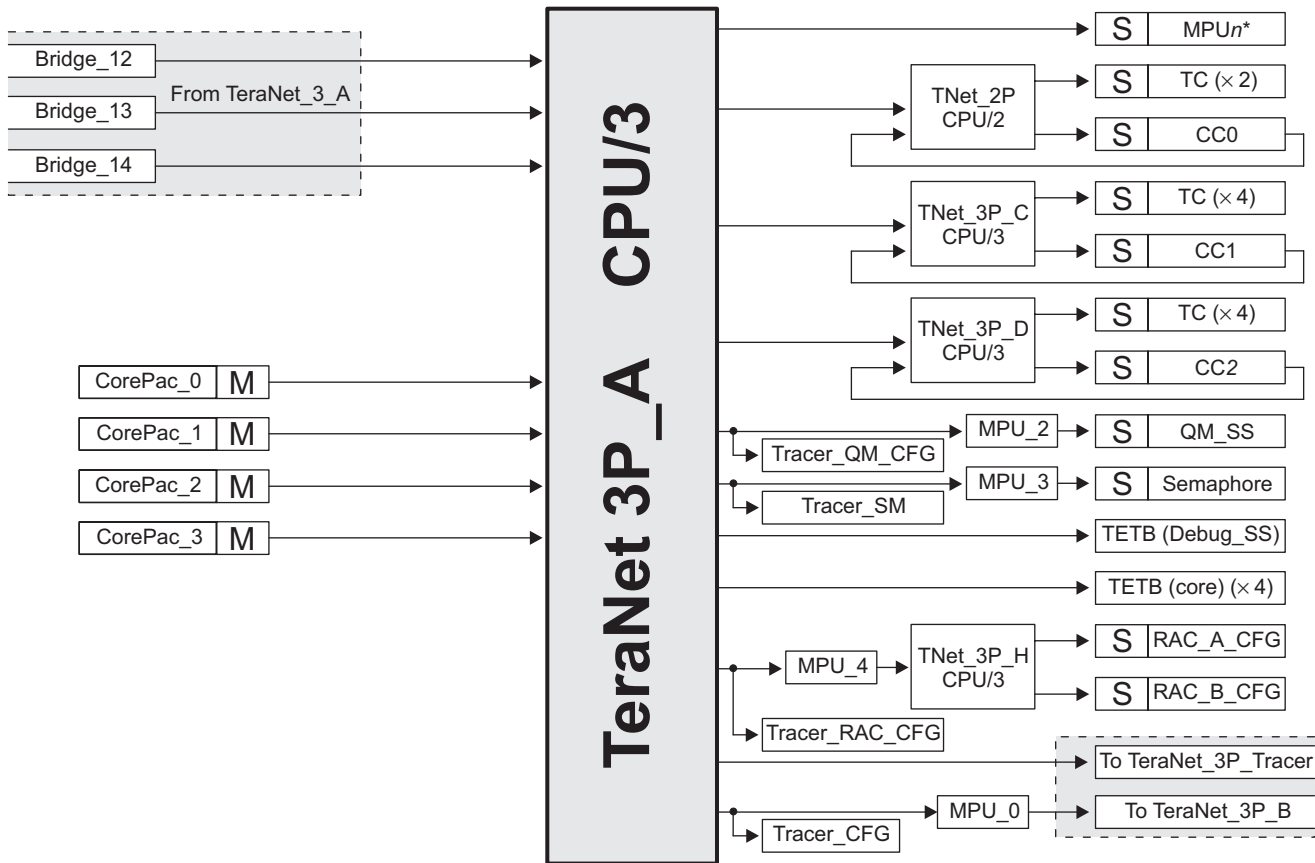 Bridge_12
Bridge_13
Bridge_14
From TeraNet_3_A
CorePac_0 M
CorePac_1 M
CorePac_2 M
CorePac_3 M
TeraNet 3P_A CPU/3
S MPUn*
TNet_2P
CPU/2
S TC (× 2)
S CC0
TNet_3P_C
CPU/3
S TC (× 4)
S CC1
TNet_3P_D
CPU/3
S TC (× 4)
S CC2
MPU_2 S QM_SS
Tracer_QM_CFG
MPU_3 S Semaphore
Tracer_SM
TETB (Debug_SS)
TETB (core) (× 4)
MPU_4
TNet_3P_H
CPU/3
S RAC_A_CFG
S RAC_B_CFG
Tracer_RAC_CFG
To TeraNet_3P_Tracer
MPU_0 To TeraNet_3P_B
Tracer_CFG